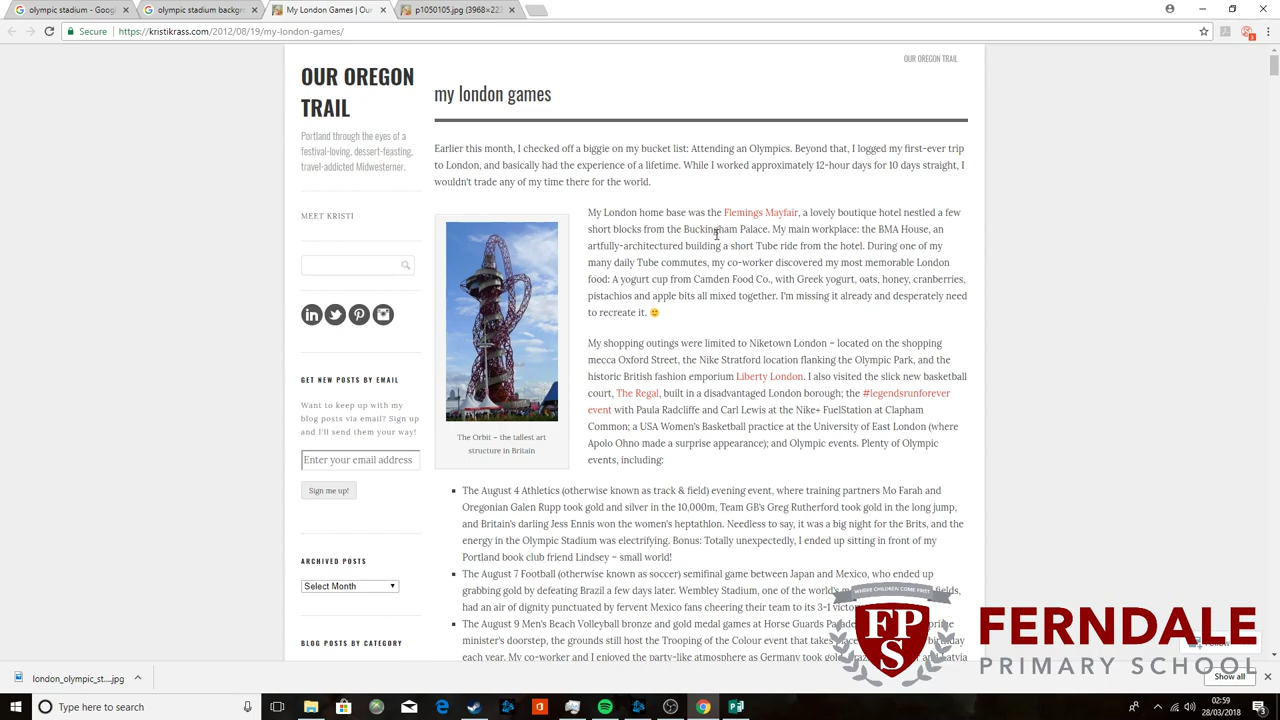 olympic stadium - Goog
olympic stadium backgr
My London Games | Our
p1050105.jpg (3968×22
Secure
https://kristikrass.com/2012/08/19/my-london-games/
OUR OREGON TRAIL
OUR OREGON
TRAIL
Portland through the eyes of a
festival-loving, dessert-feasting,
travel-addicted Midwesterner.
MEET KRISTI
GET NEW POSTS BY EMAIL
Want to keep up with my
blog posts via email? Sign up
and I'll send them your way!
Enter your email address
Sign me up!
ARCHIVED POSTS
Select Month
BLOG POSTS BY CATEGORY
my london games
Earlier this month, I checked off a biggie on my bucket list: Attending an Olympics. Beyond that, I logged my first-ever trip
to London, and basically had the experience of a lifetime. While I worked approximately 12-hour days for 10 days straight, I
wouldn't trade any of my time there for the world.
The Orbit – the tallest art
structure in Britain
My London home base was the Flemings Mayfair, a lovely boutique hotel nestled a few
short blocks from the Buckingham Palace. My main workplace: the BMA House, an
artfully-architectured building a short Tube ride from the hotel. During one of my
many daily Tube commutes, my co-worker discovered my most memorable London
food: A yogurt cup from Camden Food Co., with Greek yogurt, oats, honey, cranberries,
pistachios and apple bits all mixed together. I'm missing it already and desperately need
to recreate it.
My shopping outings were limited to Niketown London – located on the shopping
mecca Oxford Street, the Nike Stratford location flanking the Olympic Park, and the
historic British fashion emporium Liberty London. I also visited the slick new basketball
court, The Regal, built in a disadvantaged London borough; the #legendsrunforever
event with Paula Radcliffe and Carl Lewis at the Nike+ FuelStation at Clapham
Common; a USA Women's Basketball practice at the University of East London (where
Apolo Ohno made a surprise appearance); and Olympic events. Plenty of Olympic
events, including:
The August 4 Athletics (otherwise known as track & field) evening event, where training partners Mo Farah and
Oregonian Galen Rupp took gold and silver in the 10,000m, Team GB's Greg Rutherford took gold in the long jump,
and Britain's darling Jess Ennis won the women's heptathlon. Needless to say, it was a big night for the Brits, and the
energy in the Olympic Stadium was electrifying. Bonus: Totally unexpectedly, I ended up sitting in front of my
Portland book club friend Lindsey – small world!
The August 7 Football (otherwise known as soccer) semifinal game between Japan and Mexico, who ended up
grabbing gold by defeating Brazil a few days later. Wembley Stadium, one of the world's fields,
had an air of dignity punctuated by fervent Mexico fans cheering their team to its 3-1 victor
The August 9 Men's Beach Volleyball bronze and gold medal games at Horse Guards Parade prime
minister's doorstep, the grounds still host the Trooping of the Colour event that takes place birthday
each year. My co-worker and I enjoyed the party-like atmosphere as Germany took gold Latvia
WHERE CHILDREN COME FIRST
FPS
FERNDALE
PRIMARY SCHOOL
Follow
london_olympic_st....jpg
Show all
Type here to search
02:59
28/03/2018